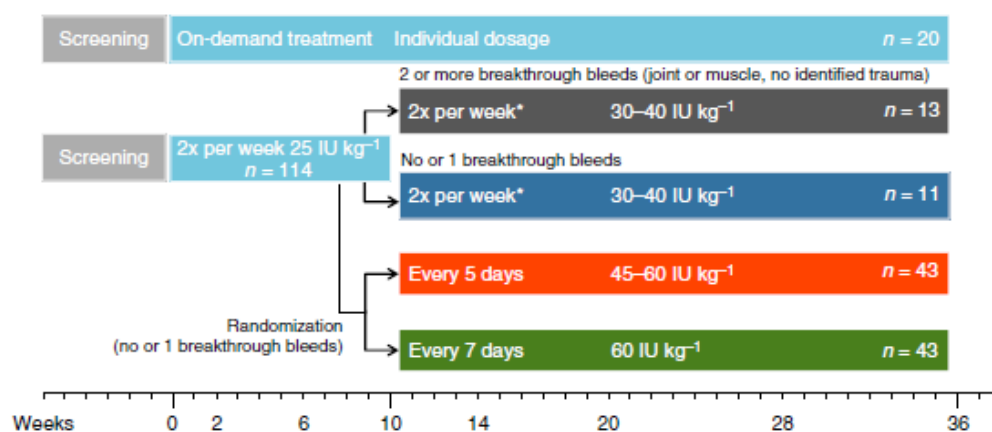 Screening On-demand treatment Individual dosage n = 20
2 or more breakthrough bleeds (joint or muscle, no identified trauma)
2x per week* 30–40 IU kg⁻¹ n = 13
Screening 2x per week 25 IU kg⁻¹
n = 114
No or 1 breakthrough bleeds
2x per week* 30–40 IU kg⁻¹ n = 11
Every 5 days 45–60 IU kg⁻¹ n = 43
Randomization
(no or 1 breakthrough bleeds)
Every 7 days 60 IU kg⁻¹ n = 43
Weeks 0 2 6 10 14 20 28 36